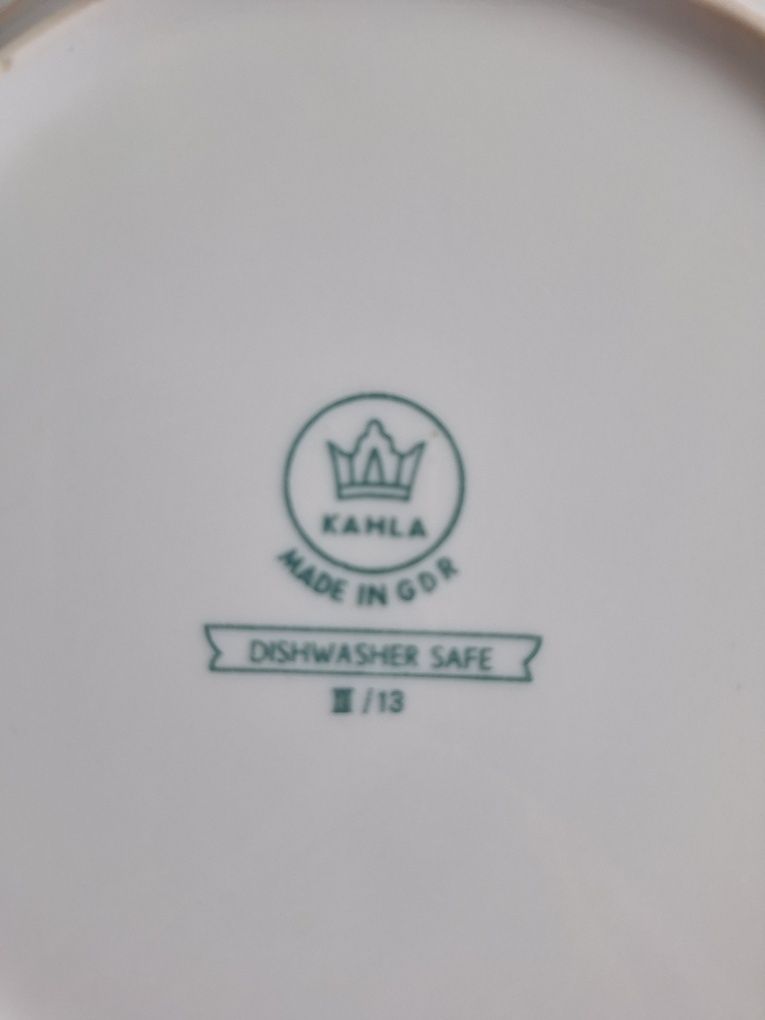 KAHLA
MADE IN GDR
DISHWASHER SAFE
III/13